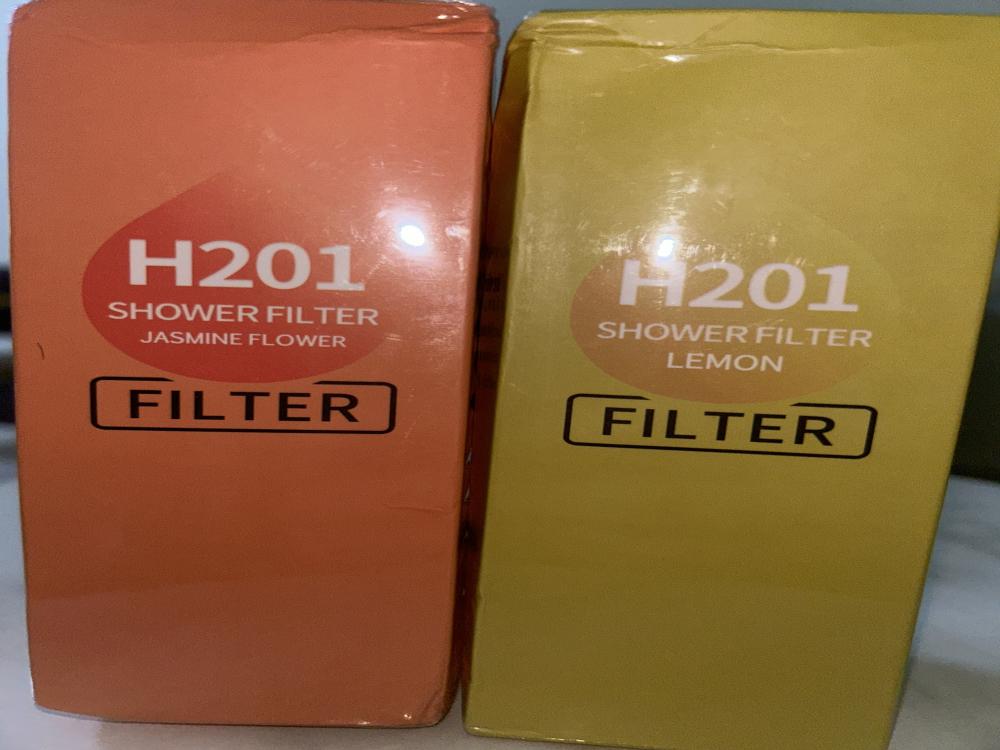 H201
SHOWER FILTER
JASMINE FLOWER
FILTER
H201
SHOWER FILTER
LEMON
FILTER